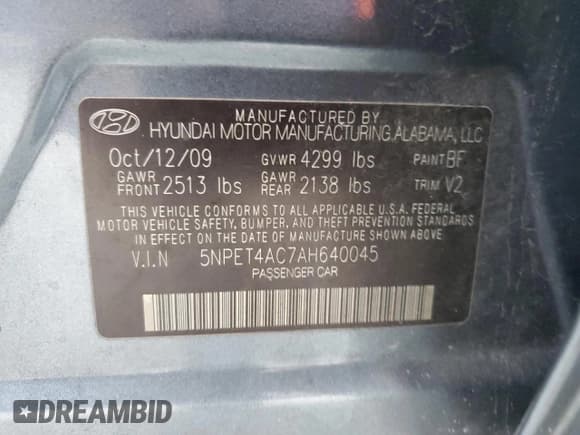 MANUFACTURED BY
HYUNDAI MOTOR MANUFACTURING ALABAMA, LLC
Oct/12/09 GVWR 4299 lbs PAINT BF
GAWR FRONT 2513 lbs GAWR REAR 2138 lbs TRIM V2
THIS VEHICLE CONFORMS TO ALL APPLICABLE U.S.A. FEDERAL
MOTOR VEHICLE SAFETY, BUMPER, AND THEFT PREVENTION STANDARDS
IN EFFECT ON THE DATE OF MANUFACTURE SHOWN ABOVE.
V.I.N 5NPET4AC7AH640045
PASSENGER CAR
DREAMBID